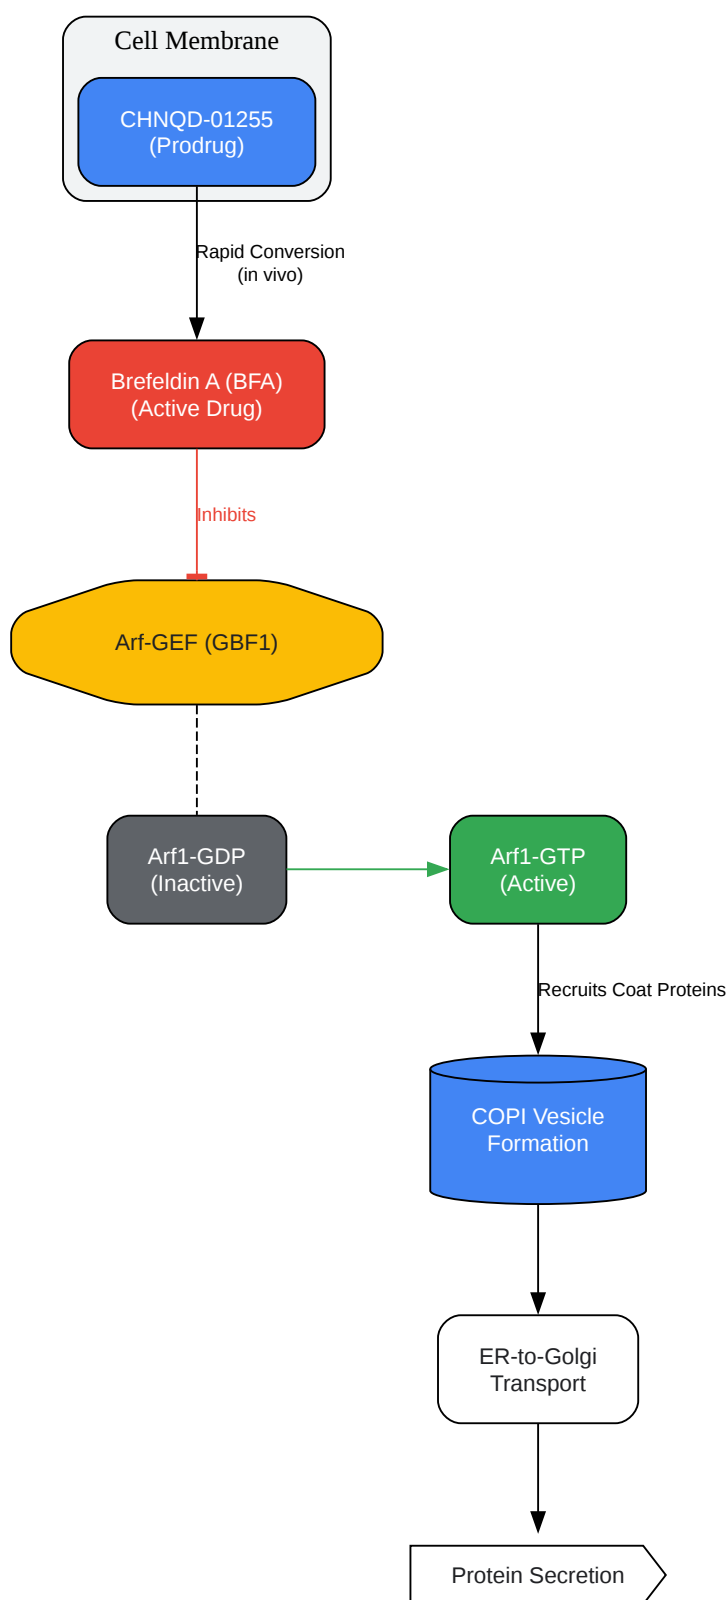 Cell Membrane
CHNQD-01255
(Prodrug)
Rapid Conversion
(in vivo)
Brefeldin A (BFA)
(Active Drug)
Inhibits
Arf-GEF (GBF1)
Arf1-GDP
(Inactive)
Arf1-GTP
(Active)
Recruits Coat Proteins
COPI Vesicle
Formation
ER-to-Golgi
Transport
Protein Secretion